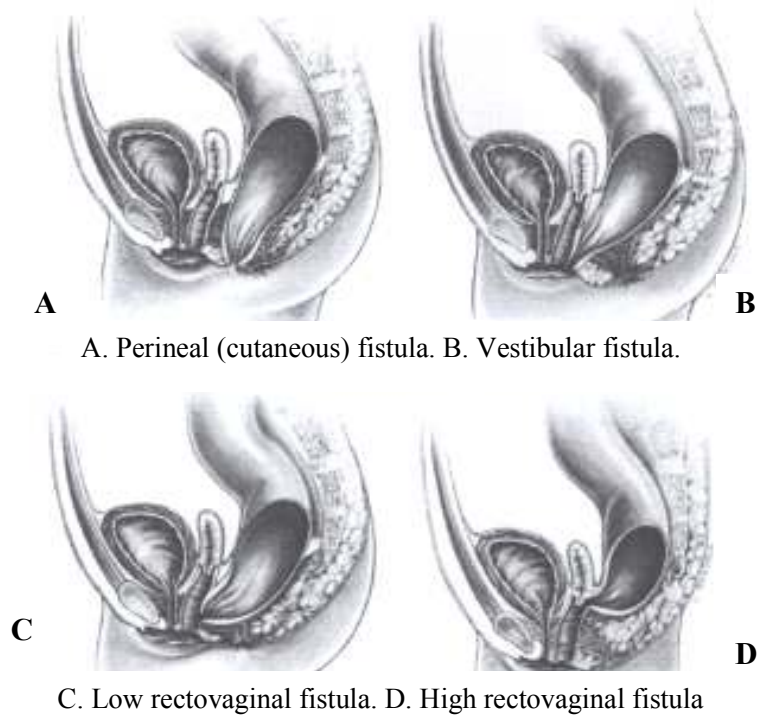 A
B
A. Perineal (cutaneous) fistula. B. Vestibular fistula.
C
D
C. Low rectovaginal fistula. D. High rectovaginal fistula